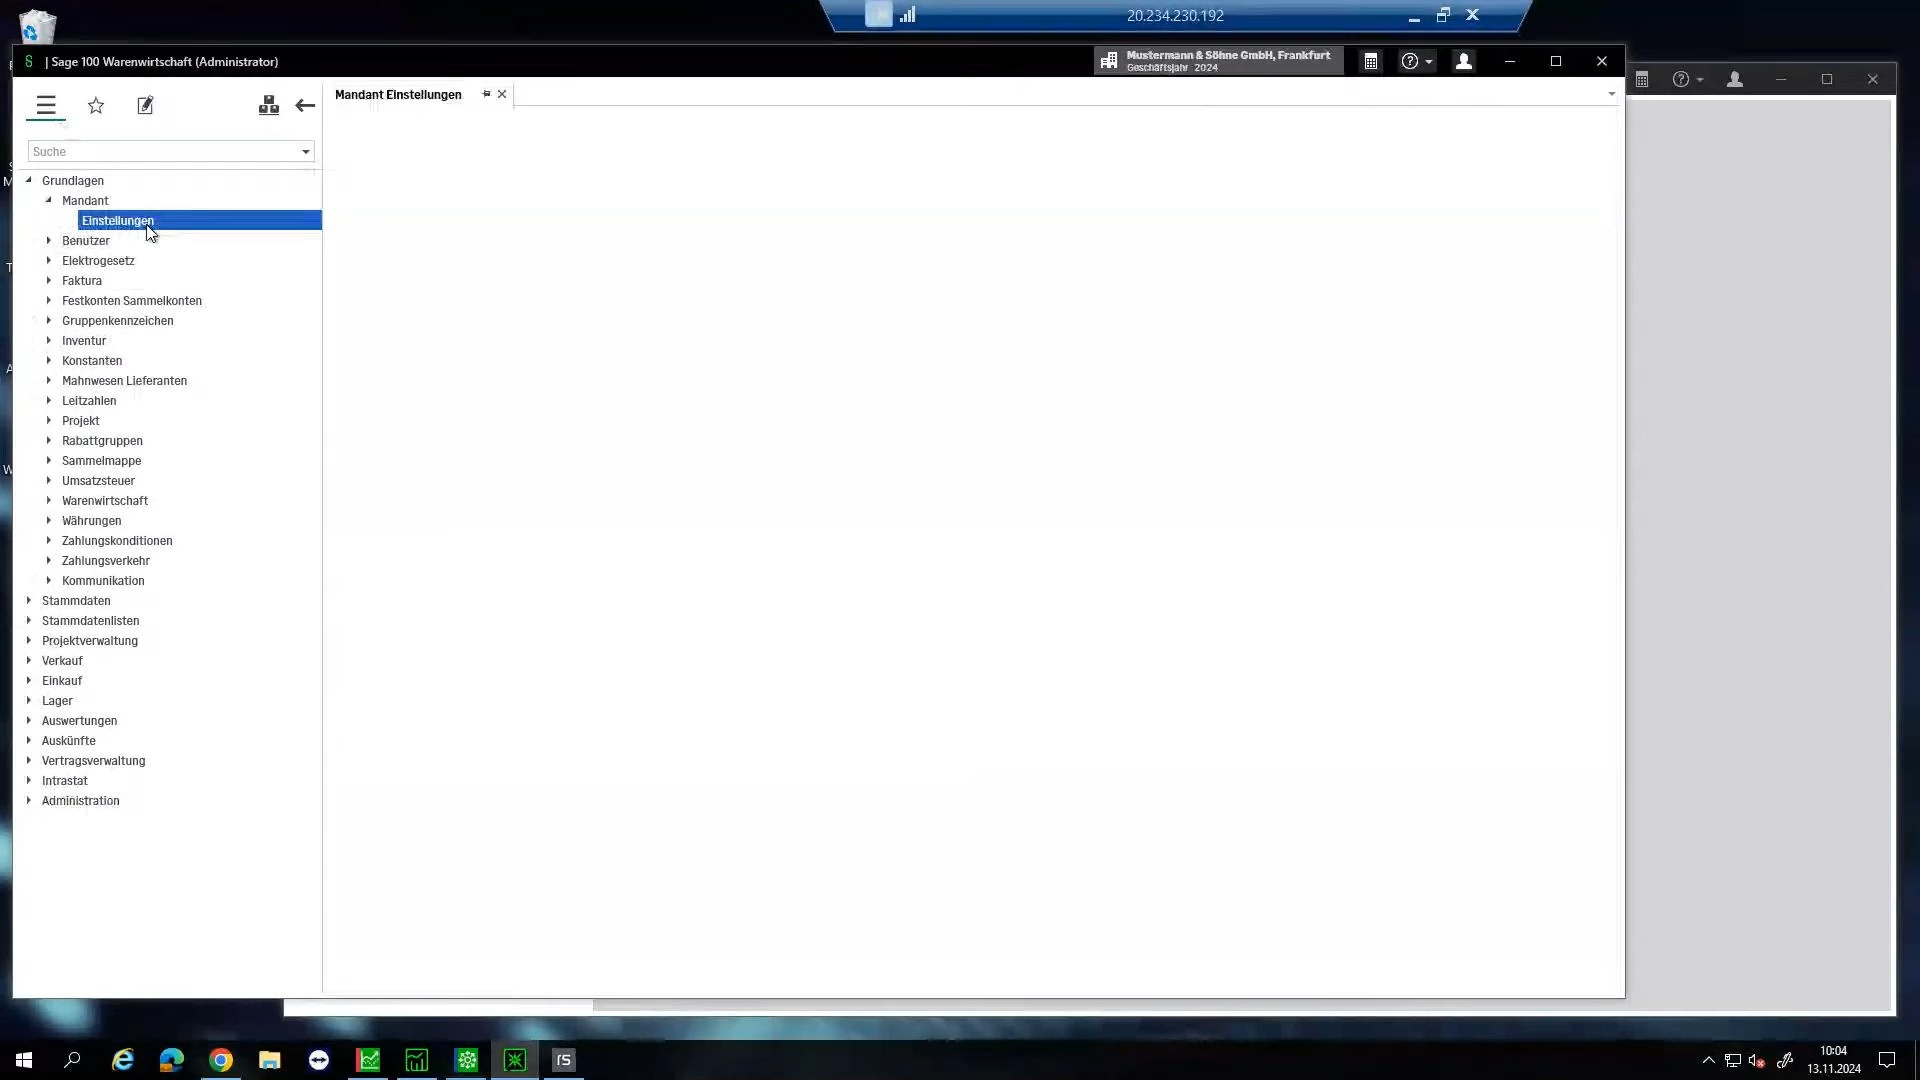 20.234.230.192
| Sage 100 Warenwirtschaft (Administrator)
Mustermann & Söhne GmbH, Frankfurt
Geschäftsjahr 2024
Mandant Einstellungen
Suche
Grundlagen
Mandant
Einstellungen
Benutzer
Elektrogesetz
Faktura
Festkonten Sammelkonten
Gruppenkennzeichen
Inventur
Konstanten
Mahnwesen Lieferanten
Leitzahlen
Projekt
Rabattgruppen
Sammelmappe
Umsatzsteuer
Warenwirtschaft
Währungen
Zahlungskonditionen
Zahlungsverkehr
Kommunikation
Stammdaten
Stammdatenlisten
Projektverwaltung
Verkauf
Einkauf
Lager
Auswertungen
Auskünfte
Vertragsverwaltung
Intrastat
Administration
10:04
13.11.2024